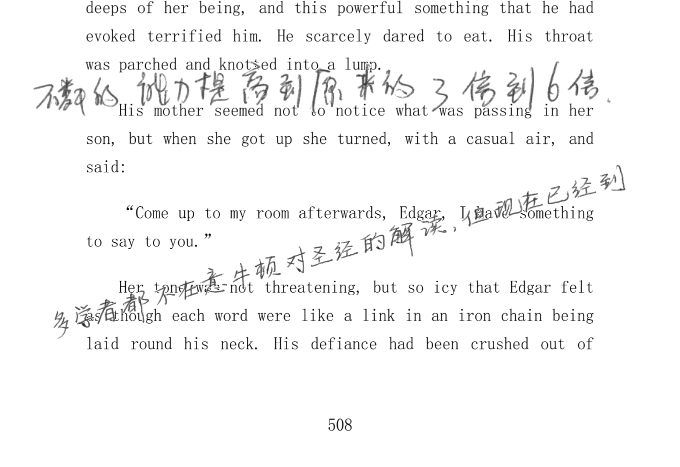 deeps of her being, and this powerful something that he had
evoked terrified him. He scarcely dared to eat. His throat
was parched and knotted into a lump.
的能力提高到原来的3倍到6倍.
His mother seemed not to notice what was passing in her
son, but when she got up she turned, with a casual air, and
said:
“Come up to my room afterwards, Edgar, I have something
to say to you.”
多学者都不在意牛顿对圣经的解读，但现在已经到
Her tone was not threatening, but so icy that Edgar felt
as though each word were like a link in an iron chain being
laid round his neck. His defiance had been crushed out of
508